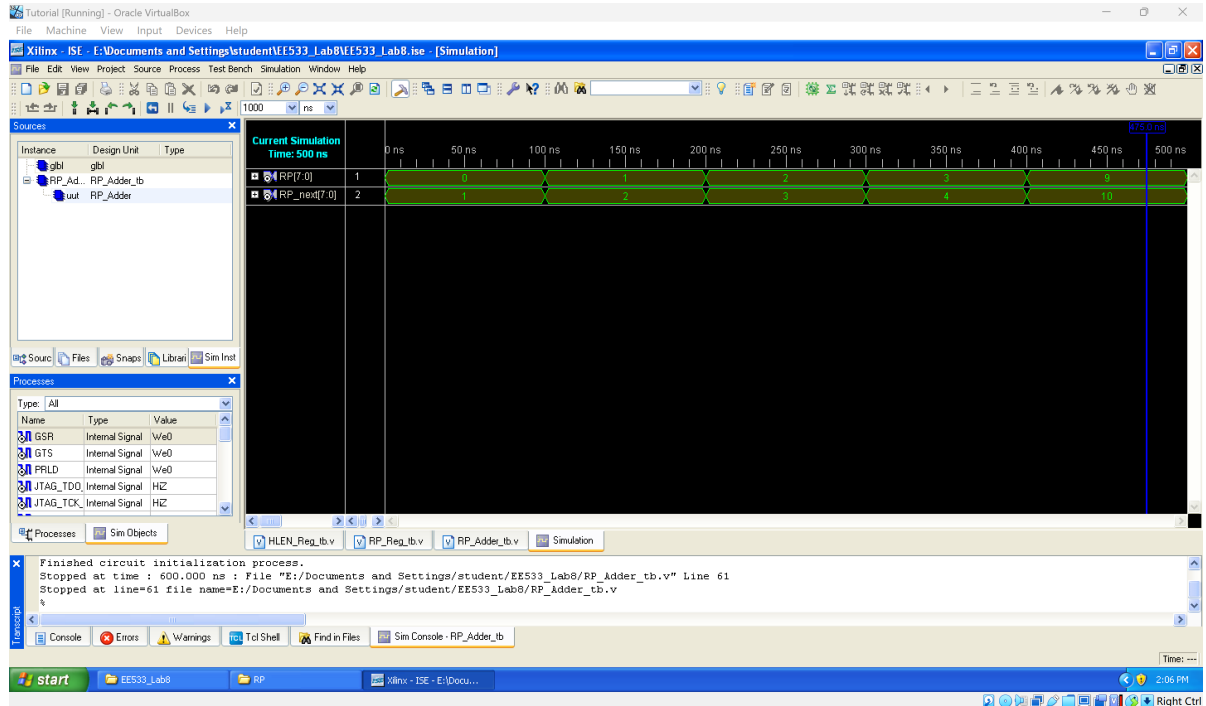 Tutorial [Running] - Oracle VirtualBox
File Machine View Input Devices Help
Xilinx - ISE - E:\Documents and Settings\student\EE533_Lab8\EE533_Lab8.ise - [Simulation]
File Edit View Project Source Process Test Bench Simulation Window Help
1000 ns
Sources
Instance Design Unit Type
glbl glbl
RP_Ad... RP_Adder_tb
uut RP_Adder
Sourc Files Snaps Librari Sim Inst
Processes
Type: All
Name Type Value
GSR Internal Signal We0
GTS Internal Signal We0
PRLD Internal Signal We0
JTAG_TDO_ Internal Signal HiZ
JTAG_TCK_ Internal Signal HiZ
Processes Sim Objects
476.0 ns
Current Simulation
Time: 500 ns
0 ns 50 ns 100 ns 150 ns 200 ns 250 ns 300 ns 350 ns 400 ns 450 ns 500 ns
RP[7:0] 1 0 1 2 3 9
RP_next[7:0] 2 1 2 3 4 10
HLEN_Reg_tb.v RP_Reg_tb.v RP_Adder_tb.v Simulation
Finished circuit initialization process.
Stopped at time : 600.000 ns : File "E:/Documents and Settings/student/EE533_Lab8/RP_Adder_tb.v" Line 61
Stopped at line=61 file name=E:/Documents and Settings/student/EE533_Lab8/RP_Adder_tb.v
%
Transcript
Console Errors Warnings Tcl Shell Find in Files Sim Console - RP_Adder_tb
Time: ---
start EE533_Lab8 RP Xilinx - ISE - E:\Docu... 2:06 PM
Right Ctrl